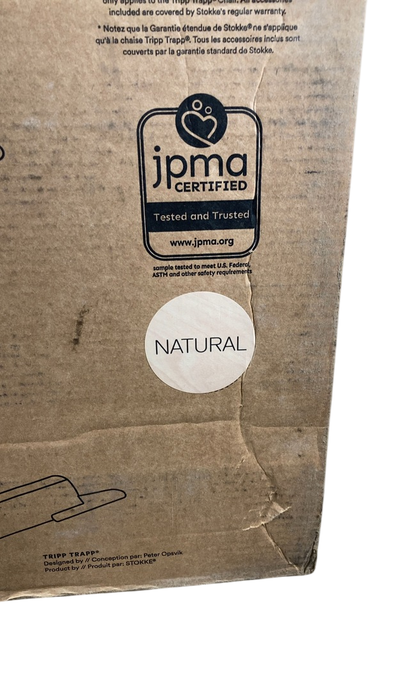 only applies to the Tripp Trapp® Chair. All accessories
included are covered by Stokke's regular warranty.
* Notez que la Garantie étendue de Stokke® ne s'applique
qu'à la chaise Tripp Trapp®. Tous les accessoires inclus sont
couverts par la garantie standard de Stokke.
jpma
CERTIFIED
Tested and Trusted
www.jpma.org
sample tested to meet U.S. Federal,
ASTM and other safety requirements
NATURAL
TRIPP TRAPP®
Designed by // Conception par: Peter Opsvik
Product by // Produit par: STOKKE®